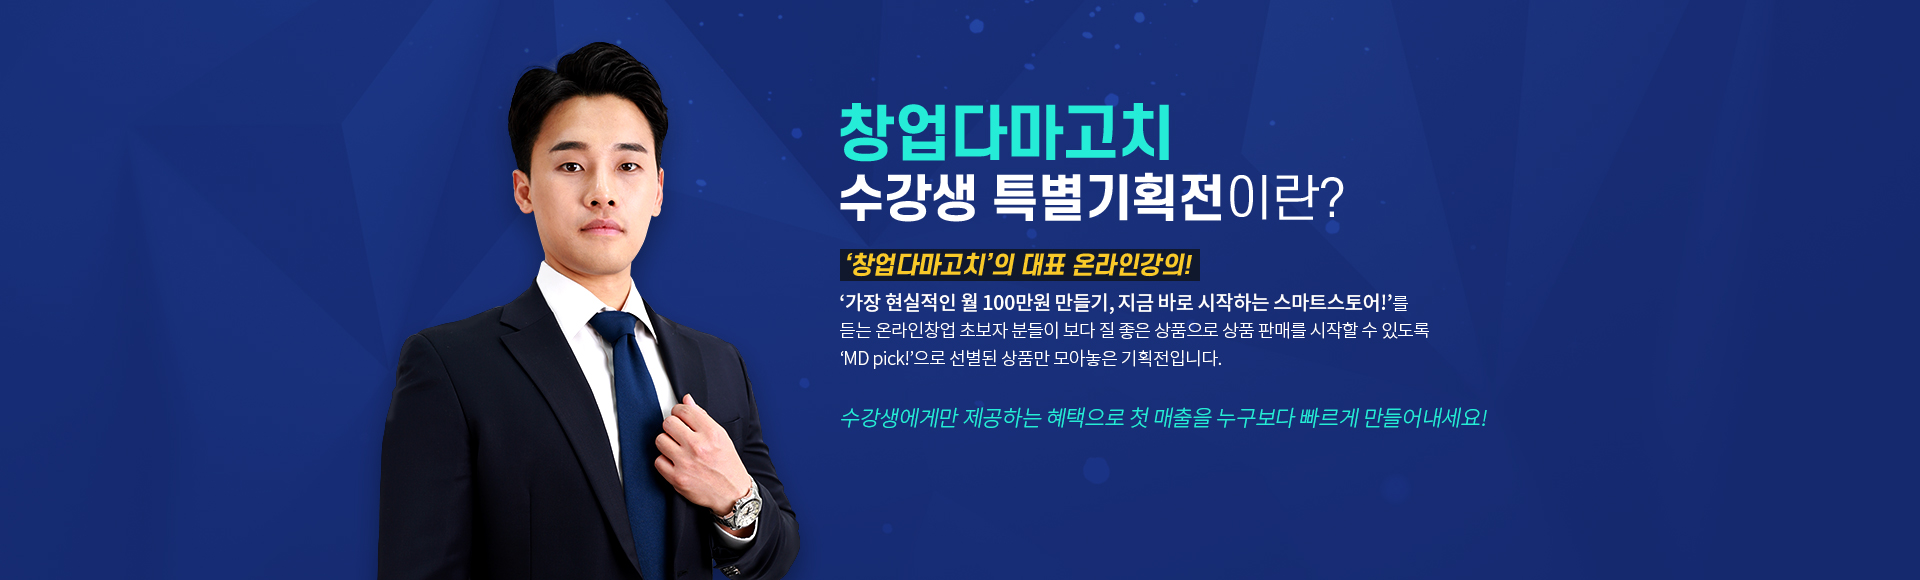 창업다마고치
수강생 특별기획전이란?
‘창업다마고치’의 대표 온라인강의!
‘가장 현실적인 월 100만원 만들기, 지금 바로 시작하는 스마트스토어!’를
듣는 온라인창업 초보자 분들이 보다 질 좋은 상품으로 상품 판매를 시작할 수 있도록
‘MD pick!’으로 선별된 상품만 모아놓은 기획전입니다.
수강생에게만 제공하는 혜택으로 첫 매출을 누구보다 빠르게 만들어내세요!